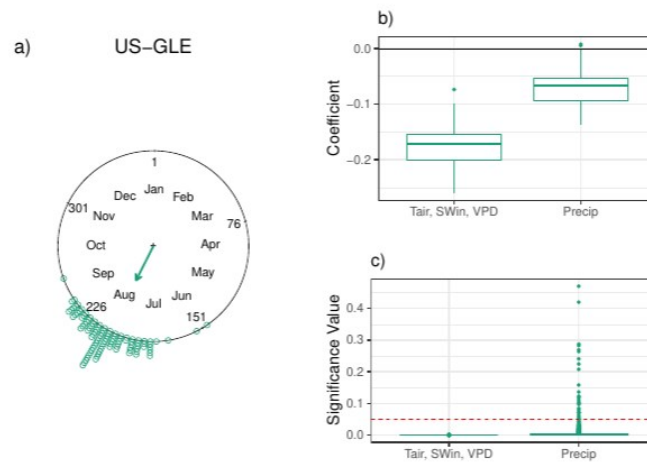 a)
US−GLE
1
Jan
Feb
Mar
76
Apr
May
Jun
151
Jul
Aug
226
Sep
Oct
Nov
301
Dec
b)
Coefficient
0.0
−0.1
−0.2
Tair, SWin, VPD
Precip
c)
Significance Value
0.4
0.3
0.2
0.1
0.0
Tair, SWin, VPD
Precip